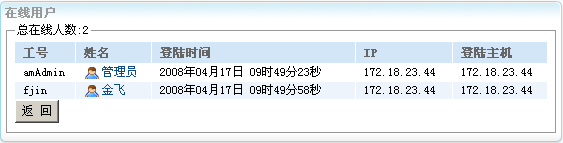 在线用户
总在线人数:2
工号 姓名 登陆时间 IP 登陆主机
amAdmin 管理员 2008年04月17日 09时49分23秒 172.18.23.44 172.18.23.44
fjin 金飞 2008年04月17日 09时49分58秒 172.18.23.44 172.18.23.44
返 回